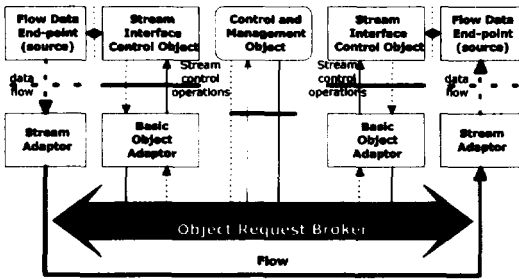 Flow Data
End-point
(source)
Stream
Interface
Control Object
Control and
Management
Object
Stream
Interface
Control Object
Flow Data
End-point
(source)
data
flow
Stream
control
operations
Stream
control
operations
data
flow
Stream
Adaptor
Basic
Object
Adaptor
Basic
Object
Adaptor
Stream
Adaptor
Object Request Broker
Flow